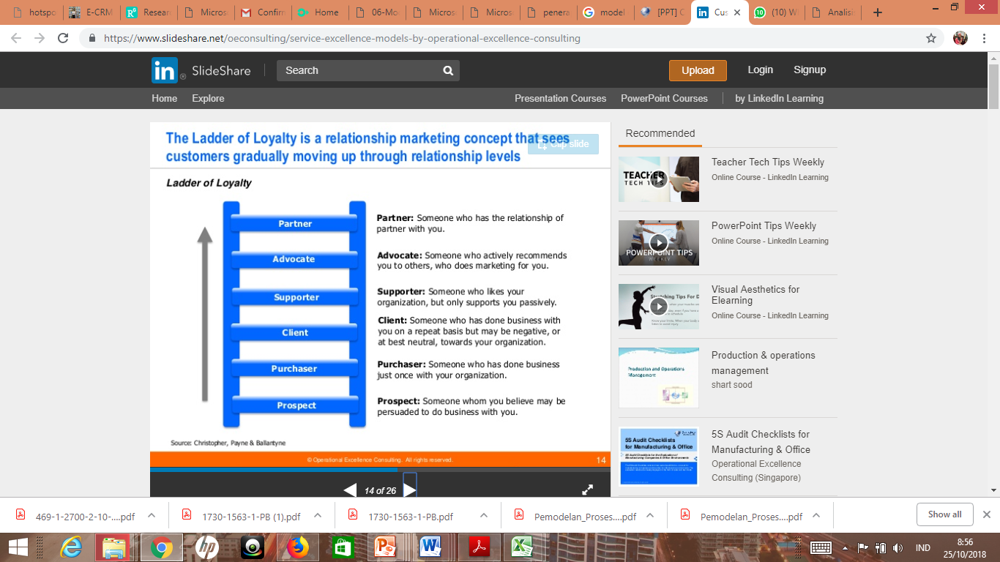 hotspo
E-CRM
Resear
Micros
Confirm
Home
06-Mo
Micros
Micros
penera
model
[PPT] C
Cus
(10) W
Analisis
https://www.slideshare.net/oeconsulting/service-excellence-models-by-operational-excellence-consulting
in SlideShare
Search
Upload
Login
Signup
Home
Explore
Presentation Courses
PowerPoint Courses
by LinkedIn Learning
The Ladder of Loyalty is a relationship marketing concept that sees
customers gradually moving up through relationship levels
Clip slide
Ladder of Loyalty
Partner
Partner: Someone who has the relationship of
partner with you.
Advocate
Advocate: Someone who actively recommends
you to others, who does marketing for you.
Supporter
Supporter: Someone who likes your
organization, but only supports you passively.
Client
Client: Someone who has done business with
you on a repeat basis but may be negative, or
at best neutral, towards your organization.
Purchaser
Purchaser: Someone who has done business
just once with your organization.
Prospect
Prospect: Someone whom you believe may be
persuaded to do business with you.
Source: Christopher, Payne & Ballantyne
© Operational Excellence Consulting. All rights reserved.
14
14 of 26
Recommended
TEACHER
TECH TIPS
Teacher Tech Tips Weekly
Online Course - LinkedIn Learning
POWERPOINT TIPS
WEEKLY
PowerPoint Tips Weekly
Online Course - LinkedIn Learning
Visual Aesthetics for
Elearning
Online Course - LinkedIn Learning
Production and Operations
Management
Production & operations
management
shart sood
5S Audit Checklists
for Manufacturing & Office
5S Audit Checklists for
Manufacturing & Office
Operational Excellence
Consulting (Singapore)
469-1-2700-2-10-....pdf
1730-1563-1-PB (1).pdf
1730-1563-1-PB.pdf
Pemodelan_Proses....pdf
Pemodelan_Proses....pdf
Show all
IND
8:56
25/10/2018